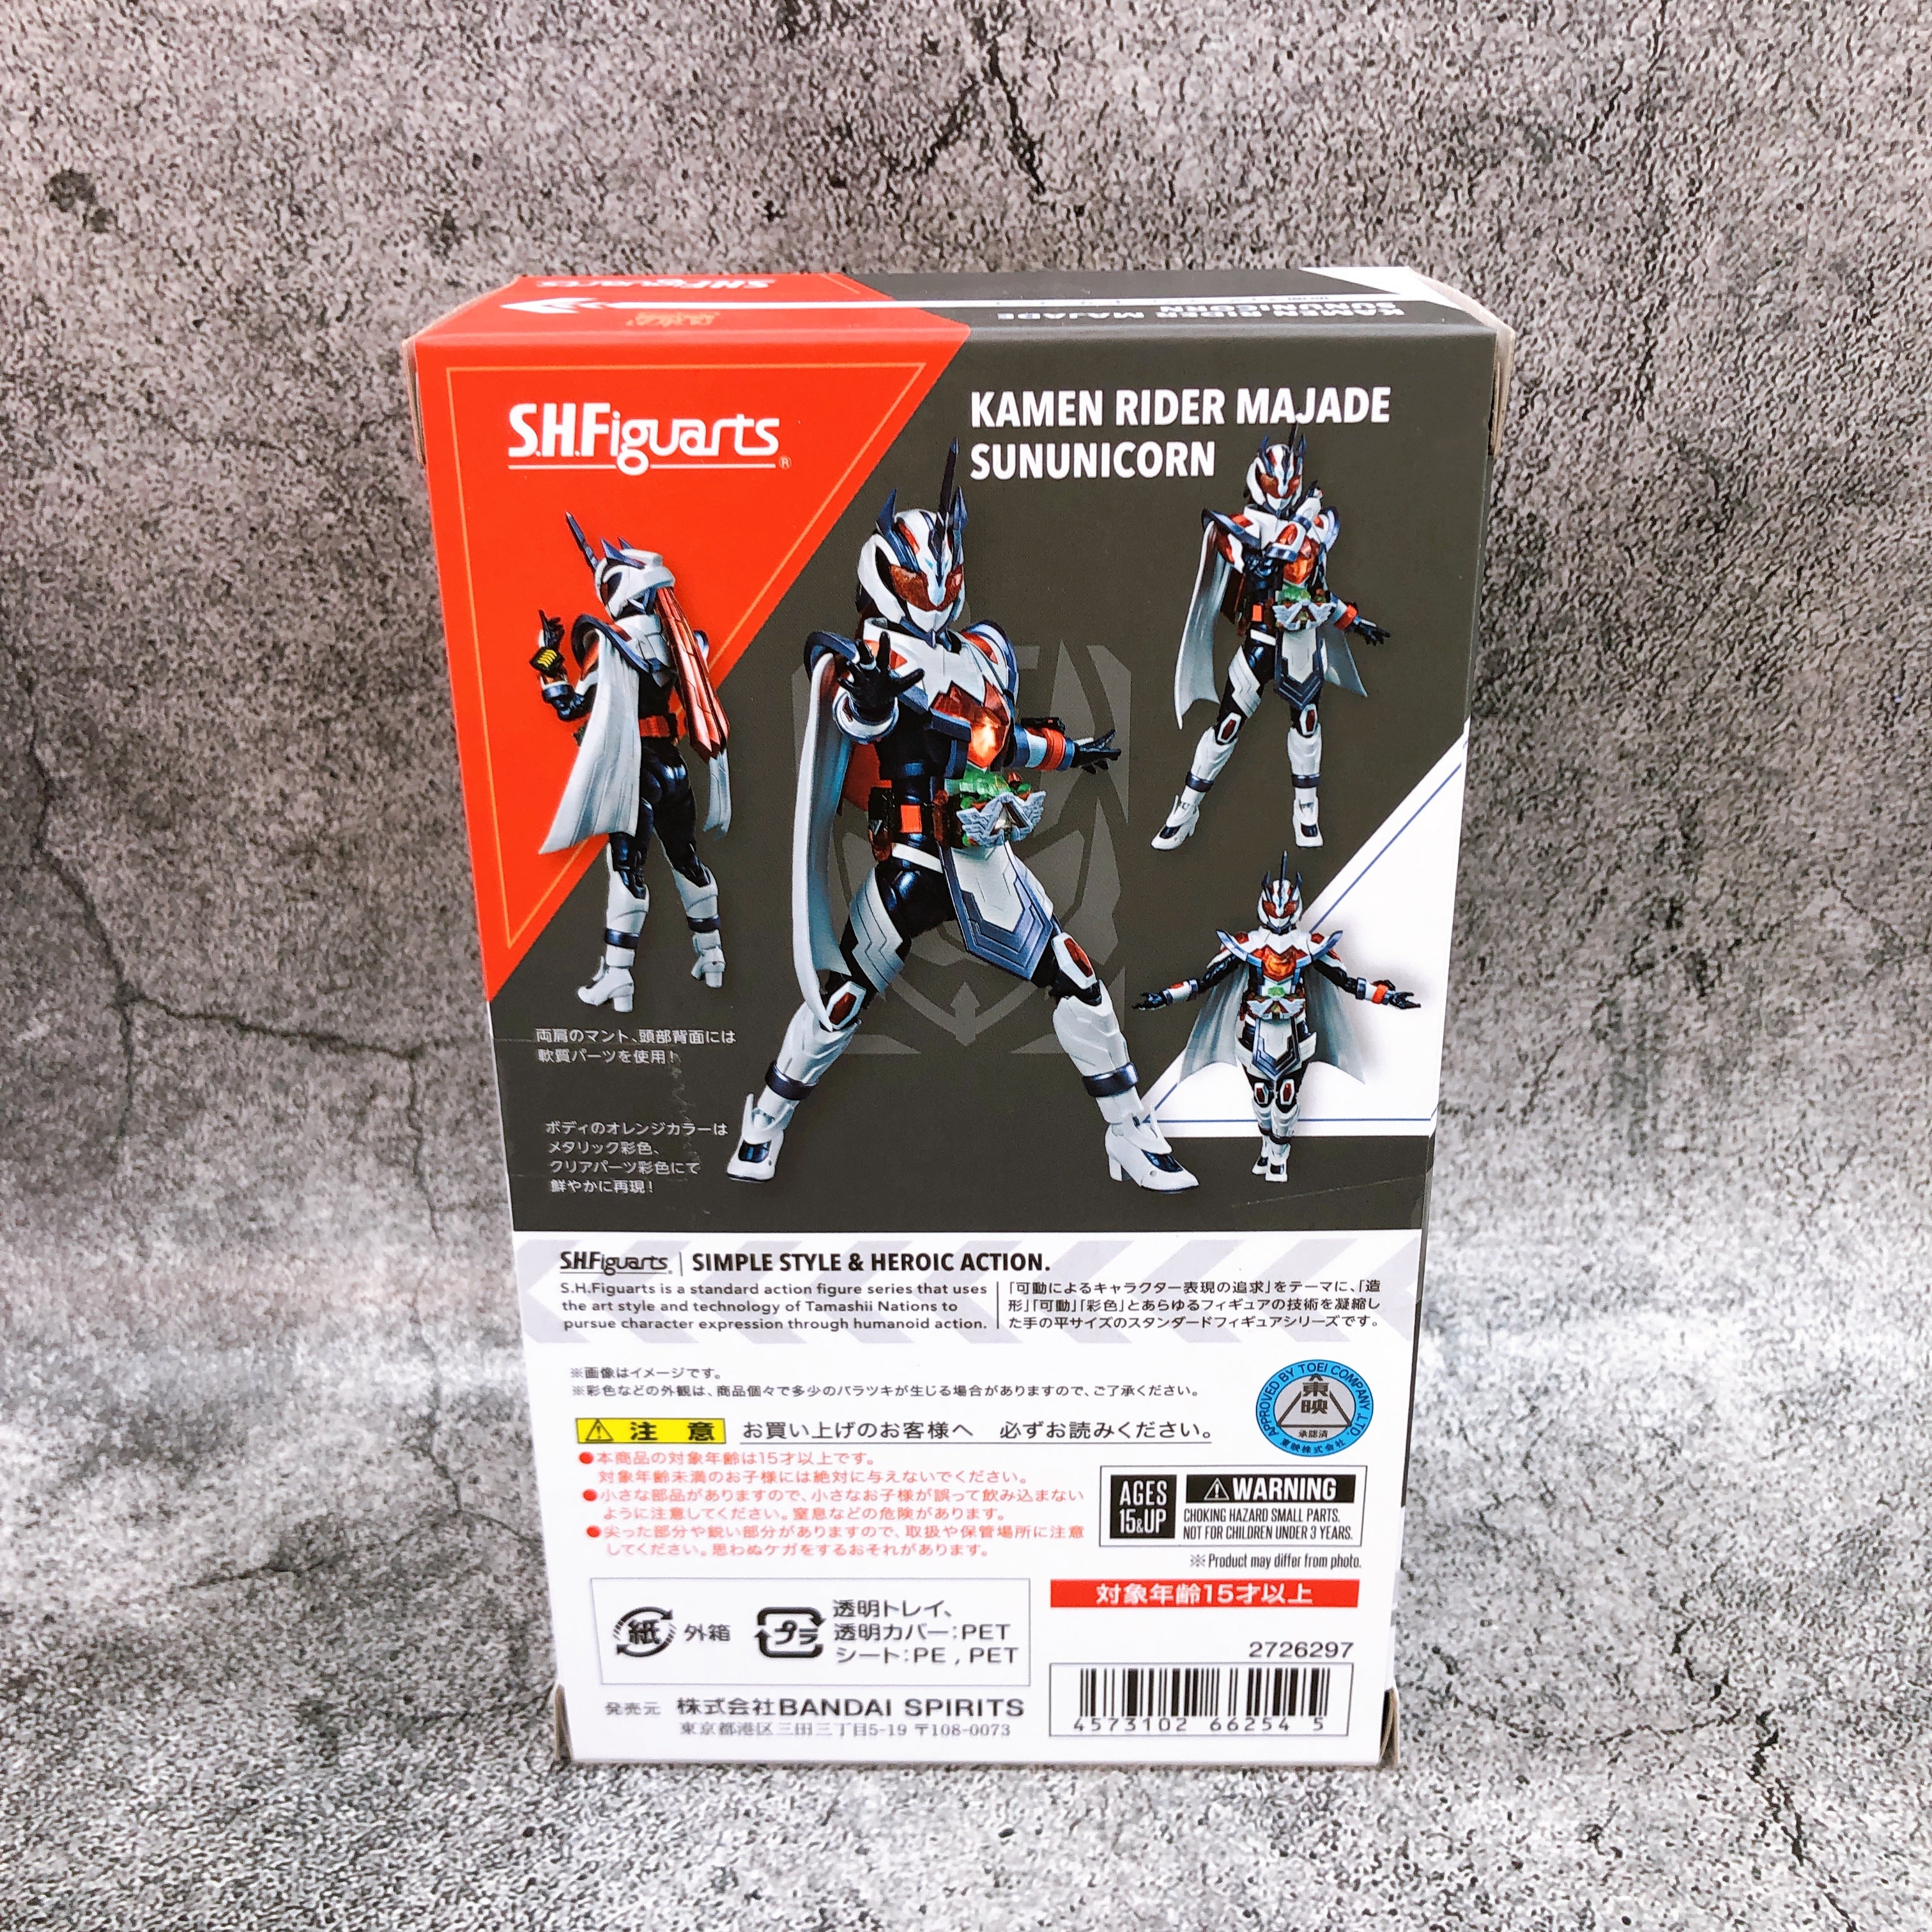 S.H.Figuarts
KAMEN RIDER MAJADE
SUNUNICORN
S.H.Figuarts®
KAMEN RIDER MAJADE
SUNUNICORN
両肩のマント、頭部背面には
軟質パーツを使用!
ボディのオレンジカラーは
メタリック彩色、
クリアパーツ彩色にて
鮮やかに再現!
S.H.Figuarts® | SIMPLE STYLE & HEROIC ACTION.
S.H.Figuarts is a standard action figure series that uses
the art style and technology of Tamashii Nations to
pursue character expression through humanoid action.
「可動によるキャラクター表現の追求」をテーマに、「造
形」「可動」「彩色」とあらゆるフィギュアの技術を凝縮し
た手の平サイズのスタンダードフィギュアシリーズです。
※画像はイメージです。
※彩色などの外観は、商品個々で多少のバラツキが生じる場合がありますので、ご了承ください。
APPROVED BY TOEI COMPANY, LTD.
東映
承認済
東映株式会社
⚠注意 お買い上げのお客様へ 必ずお読みください。
●本商品の対象年齢は15才以上です。
対象年齢未満のお子様には絶対に与えないでください。
●小さな部品がありますので、小さなお子様が誤って飲み込まない
ように注意してください。窒息などの危険があります。
●尖った部分や鋭い部分がありますので、取扱や保管場所に注意
してください。思わぬケガをするおそれがあります。
AGES
15&UP
⚠WARNING
CHOKING HAZARD SMALL PARTS.
NOT FOR CHILDREN UNDER 3 YEARS.
※Product may differ from photo.
対象年齢15才以上
紙 外箱
プラ 透明トレイ、
透明カバー:PET
シート:PE , PET
2726297
発売元 株式会社BANDAI SPIRITS
東京都港区三田三丁目5-19 〒108-0073
4573102 66254 5